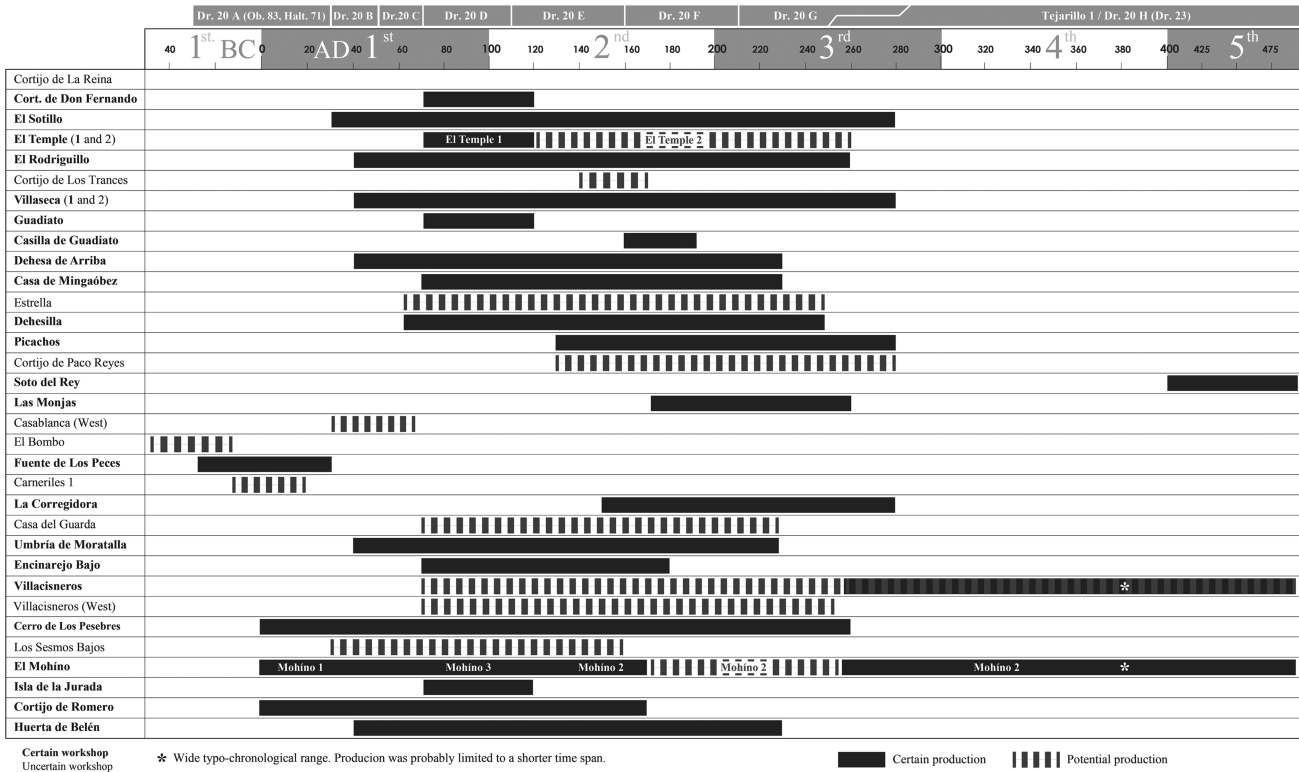 Dr. 20 A (Ob. 83, Halt. 71) Dr. 20 B Dr.20 C Dr. 20 D Dr. 20 E Dr. 20 F Dr. 20 G Tejarillo 1 / Dr. 20 H (Dr. 23)
1st. BC AD 1st 2nd 3rd 4th 5th
40 20 0 20 40 60 80 100 120 140 160 180 200 220 240 260 280 300 320 340 360 380 400 425 450 475
Cortijo de La Reina
Cort. de Don Fernando
El Sotillo
El Temple (1 and 2) El Temple 1 El Temple 2
El Rodriguillo
Cortijo de Los Trances
Villaseca (1 and 2)
Guadiato
Casilla de Guadiato
Dehesa de Arriba
Casa de Mingaóbez
Estrella
Dehesilla
Picachos
Cortijo de Paco Reyes
Soto del Rey
Las Monjas
Casablanca (West)
El Bombo
Fuente de Los Peces
Carneriles 1
La Corregidora
Casa del Guarda
Umbría de Moratalla
Encinarejo Bajo
Villacisneros *
Villacisneros (West)
Cerro de Los Pesebres
Los Sesmos Bajos
El Mohíno Mohíno 1 Mohíno 3 Mohíno 2 Mohíno 2 Mohíno 2 *
Isla de la Jurada
Cortijo de Romero
Huerta de Belén
Certain workshop
Uncertain workshop
* Wide typo-chronological range. Producion was probably limited to a shorter time span.
Certain production
Potential production